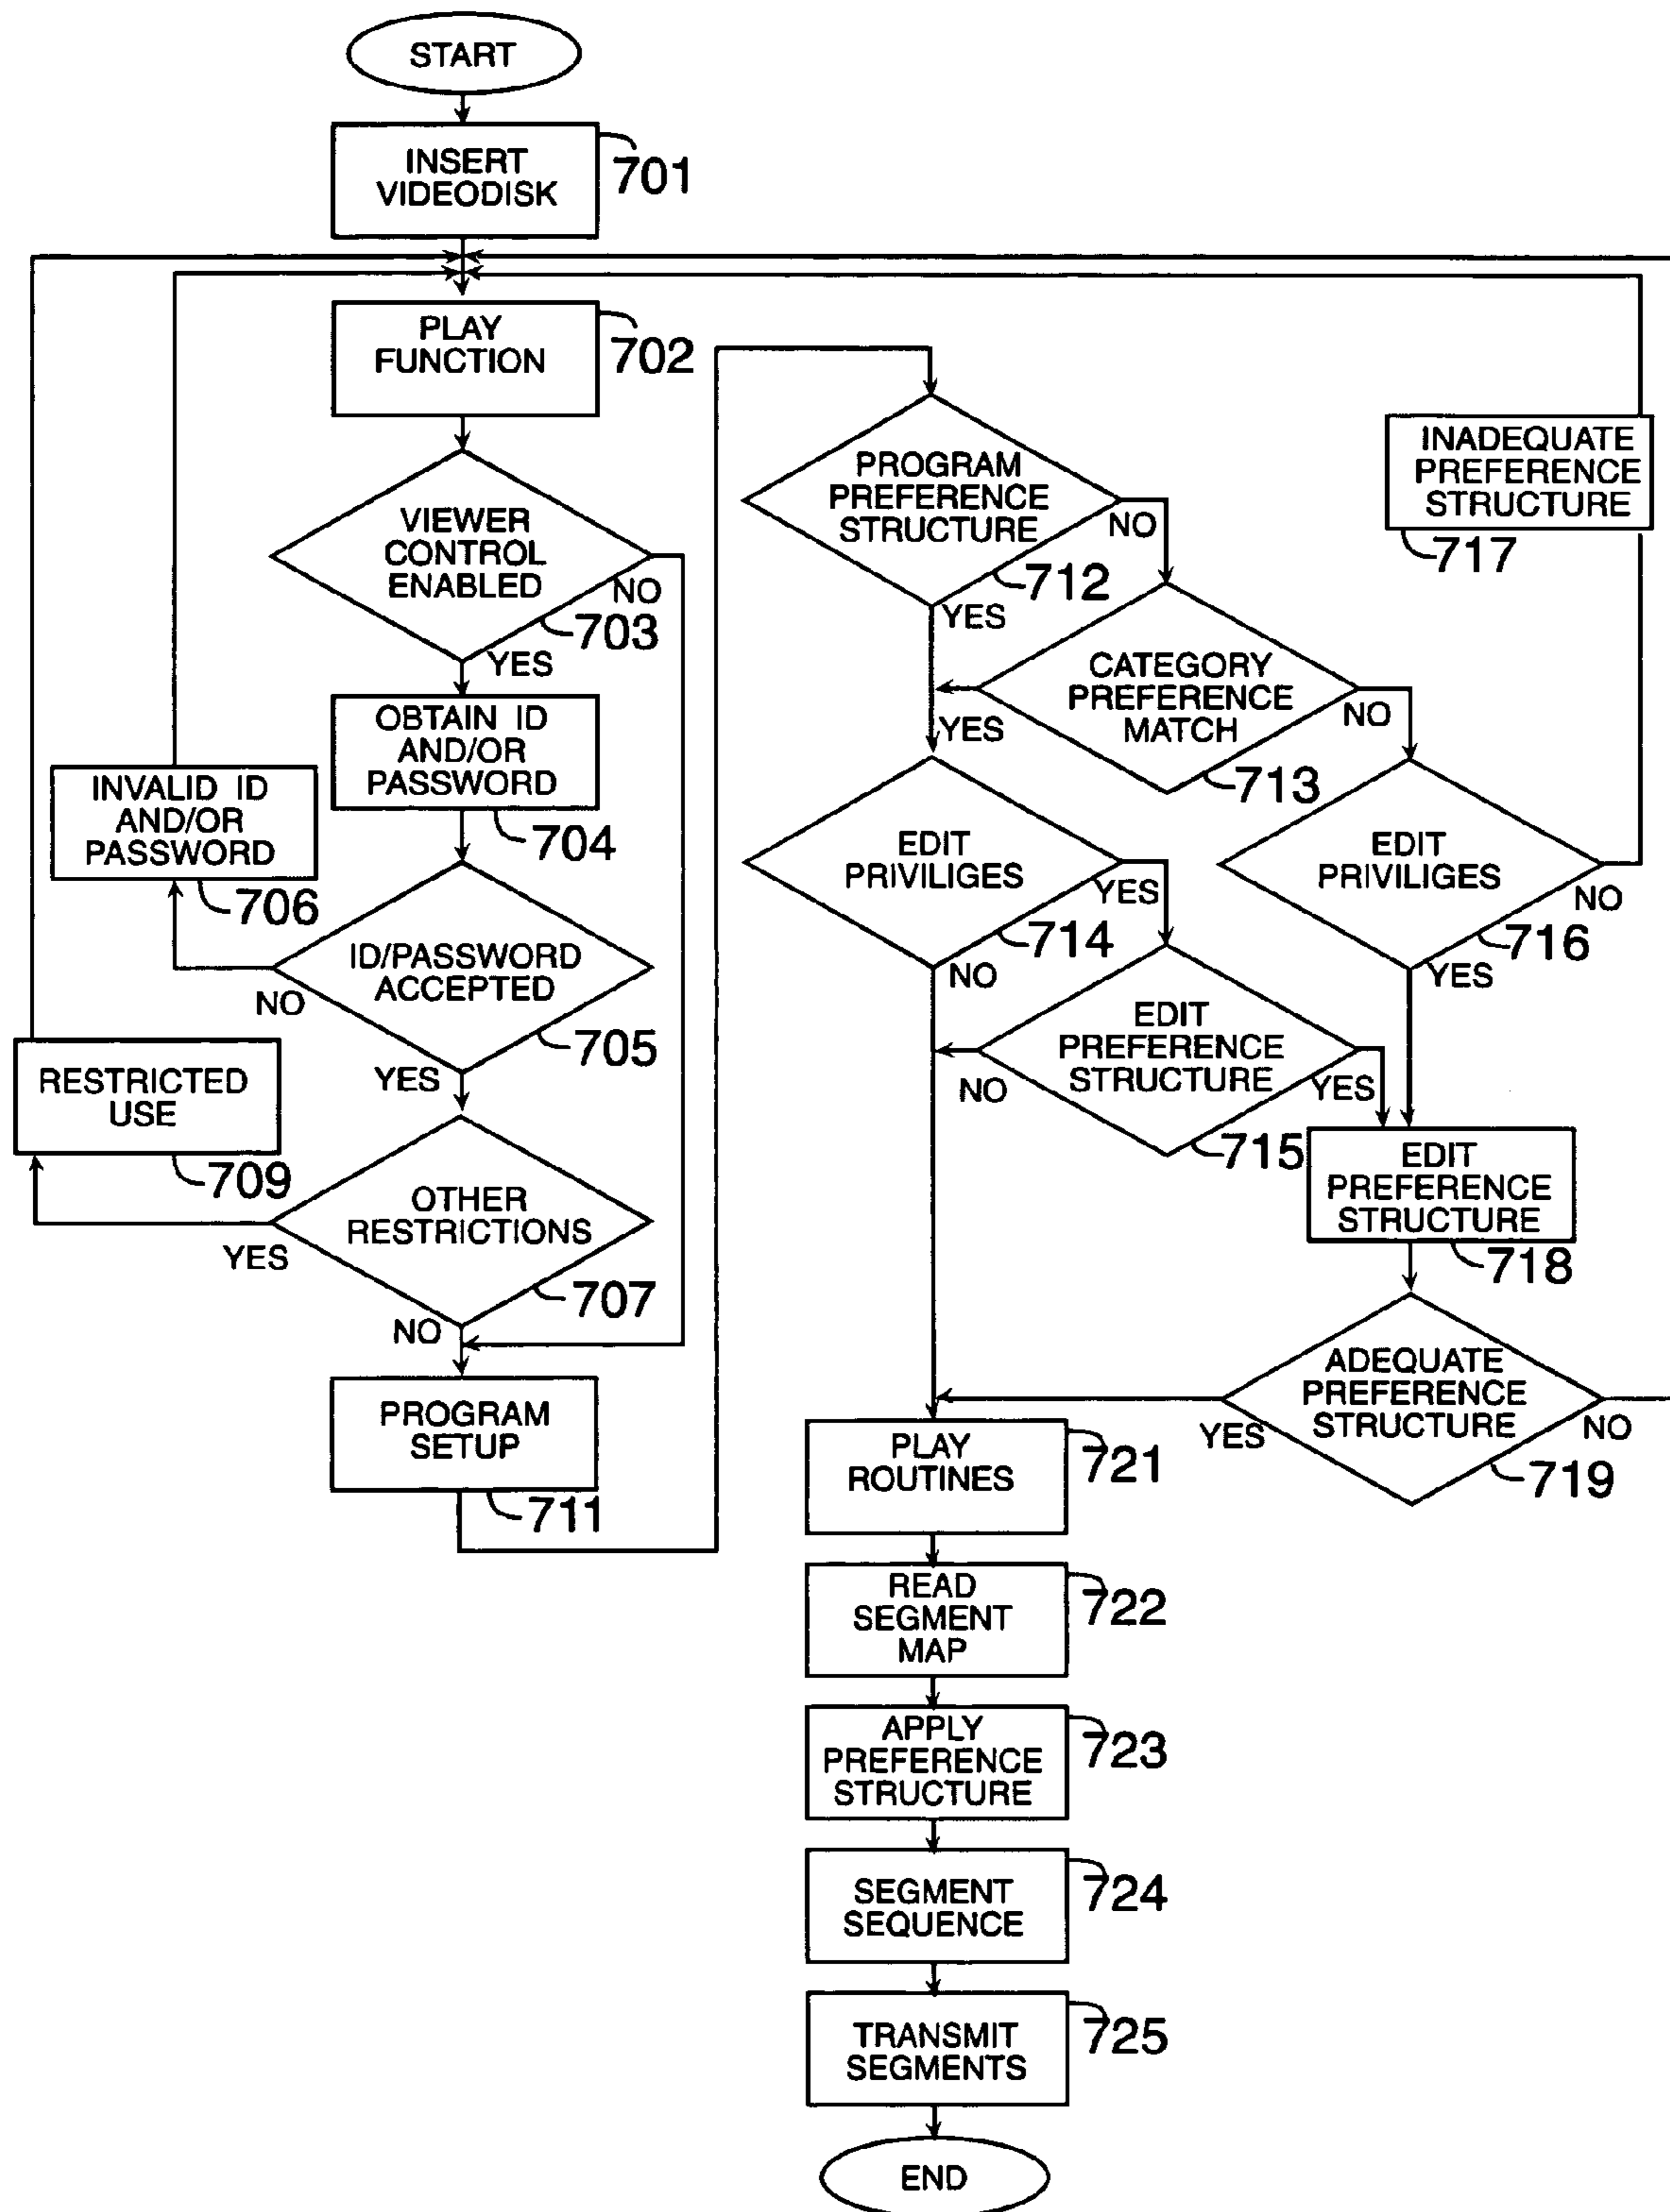 START
INSERT
VIDEODISK
701
PLAY
FUNCTION
702
VIEWER
CONTROL
ENABLED
NO
703
YES
OBTAIN ID
AND/OR
PASSWORD
704
INVALID ID
AND/OR
PASSWORD
706
ID/PASSWORD
ACCEPTED
NO
705
YES
RESTRICTED
USE
709
OTHER
RESTRICTIONS
YES
707
NO
PROGRAM
SETUP
711
PROGRAM
PREFERENCE
STRUCTURE
NO
712
YES
CATEGORY
PREFERENCE
MATCH
NO
YES
713
INADEQUATE
PREFERENCE
STRUCTURE
717
EDIT
PRIVILIGES
YES
714
NO
EDIT
PRIVILIGES
NO
716
YES
EDIT
PREFERENCE
STRUCTURE
NO
YES
715
EDIT
PREFERENCE
STRUCTURE
718
ADEQUATE
PREFERENCE
STRUCTURE
YES
NO
719
PLAY
ROUTINES
721
READ
SEGMENT
MAP
722
APPLY
PREFERENCE
STRUCTURE
723
SEGMENT
SEQUENCE
724
TRANSMIT
SEGMENTS
725
END